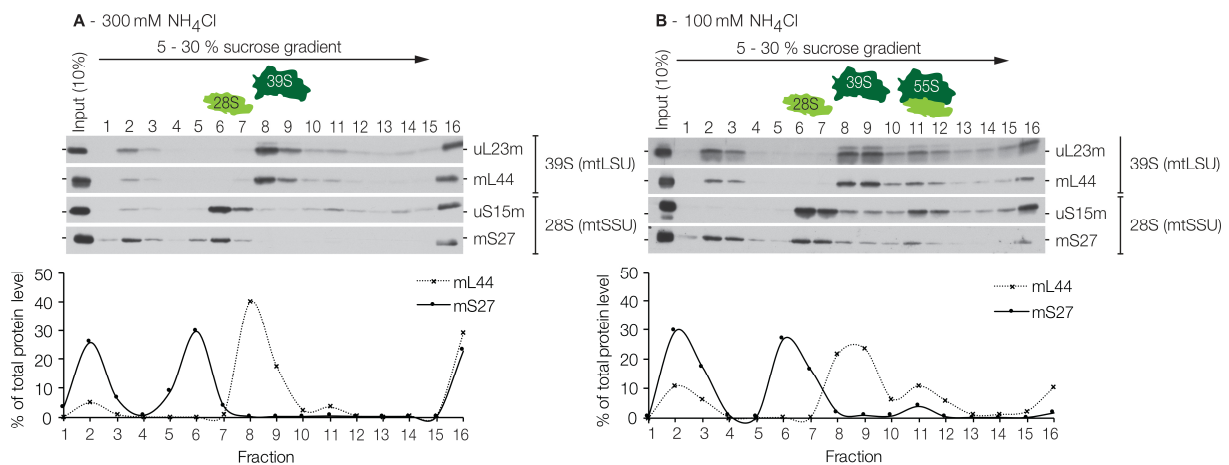 A - 300 mM NH4Cl
5 - 30 % sucrose gradient
Input (10%)
28S
39S
1 2 3 4 5 6 7 8 9 10 11 12 13 14 15 16
uL23m
mL44
39S (mtLSU)
uS15m
mS27
28S (mtSSU)
mL44
mS27
% of total protein level
50
40
30
20
10
0
1 2 3 4 5 6 7 8 9 10 11 12 13 14 15 16
Fraction
B - 100 mM NH4Cl
5 - 30 % sucrose gradient
Input (10%)
28S
39S
55S
1 2 3 4 5 6 7 8 9 10 11 12 13 14 15 16
uL23m
mL44
39S (mtLSU)
uS15m
mS27
28S (mtSSU)
mL44
mS27
% of total protein level
50
40
30
20
10
0
1 2 3 4 5 6 7 8 9 10 11 12 13 14 15 16
Fraction